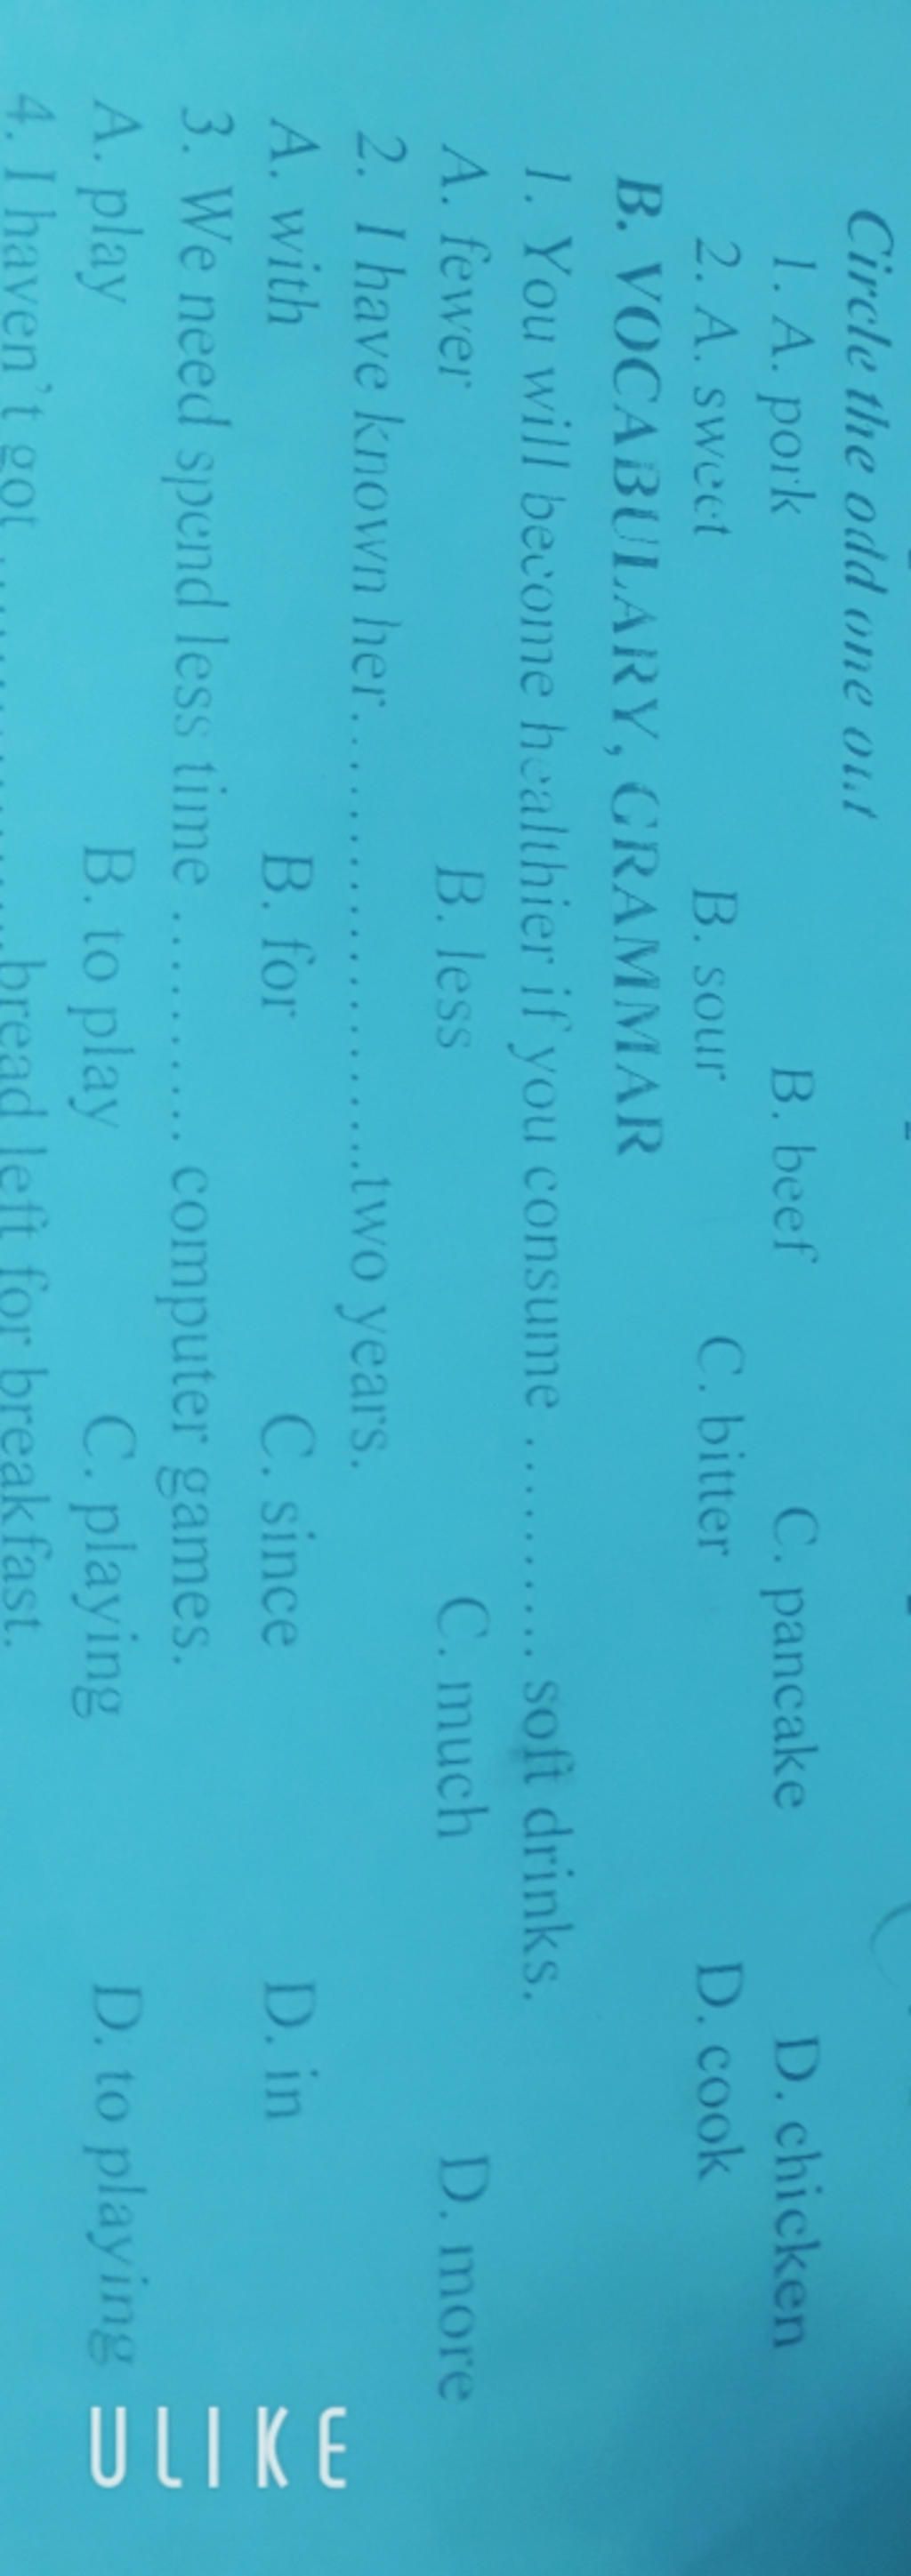 Circle the odd one out
1. A. pork B. beef C. pancake D. chicken
2. A. sweet B. sour C. bitter D. cook
B. VOCABULARY, GRAMMAR
1. You will become healthier if you consume .......... soft drinks.
A. fewer B. less C. much D. more
2. I have known her......................two years.
A. with B. for C. since D. in
3. We need spend less time .......... computer games.
A. play B. to play C. playing D. to playing
4. I haven't got ......................bread left for breakfast.
ULIKE